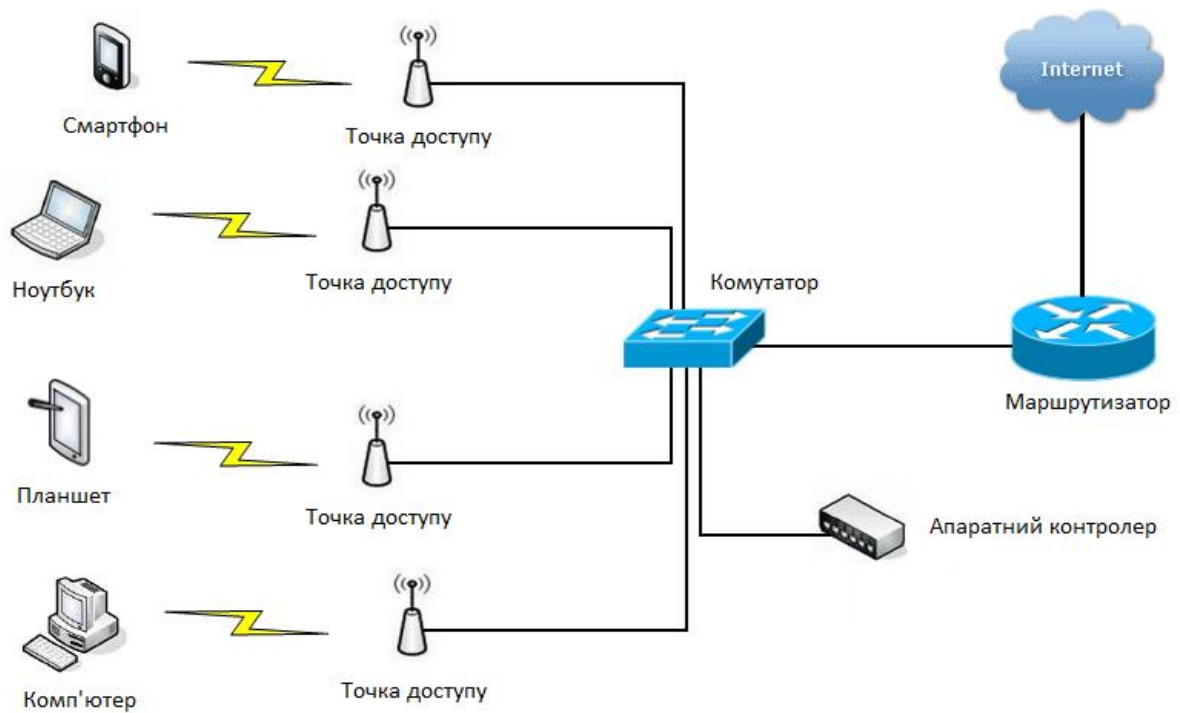 Internet
Смартфон
Точка доступу
Ноутбук
Точка доступу
Комутатор
Маршрутизатор
Планшет
Точка доступу
Апаратний контролер
Комп'ютер
Точка доступу